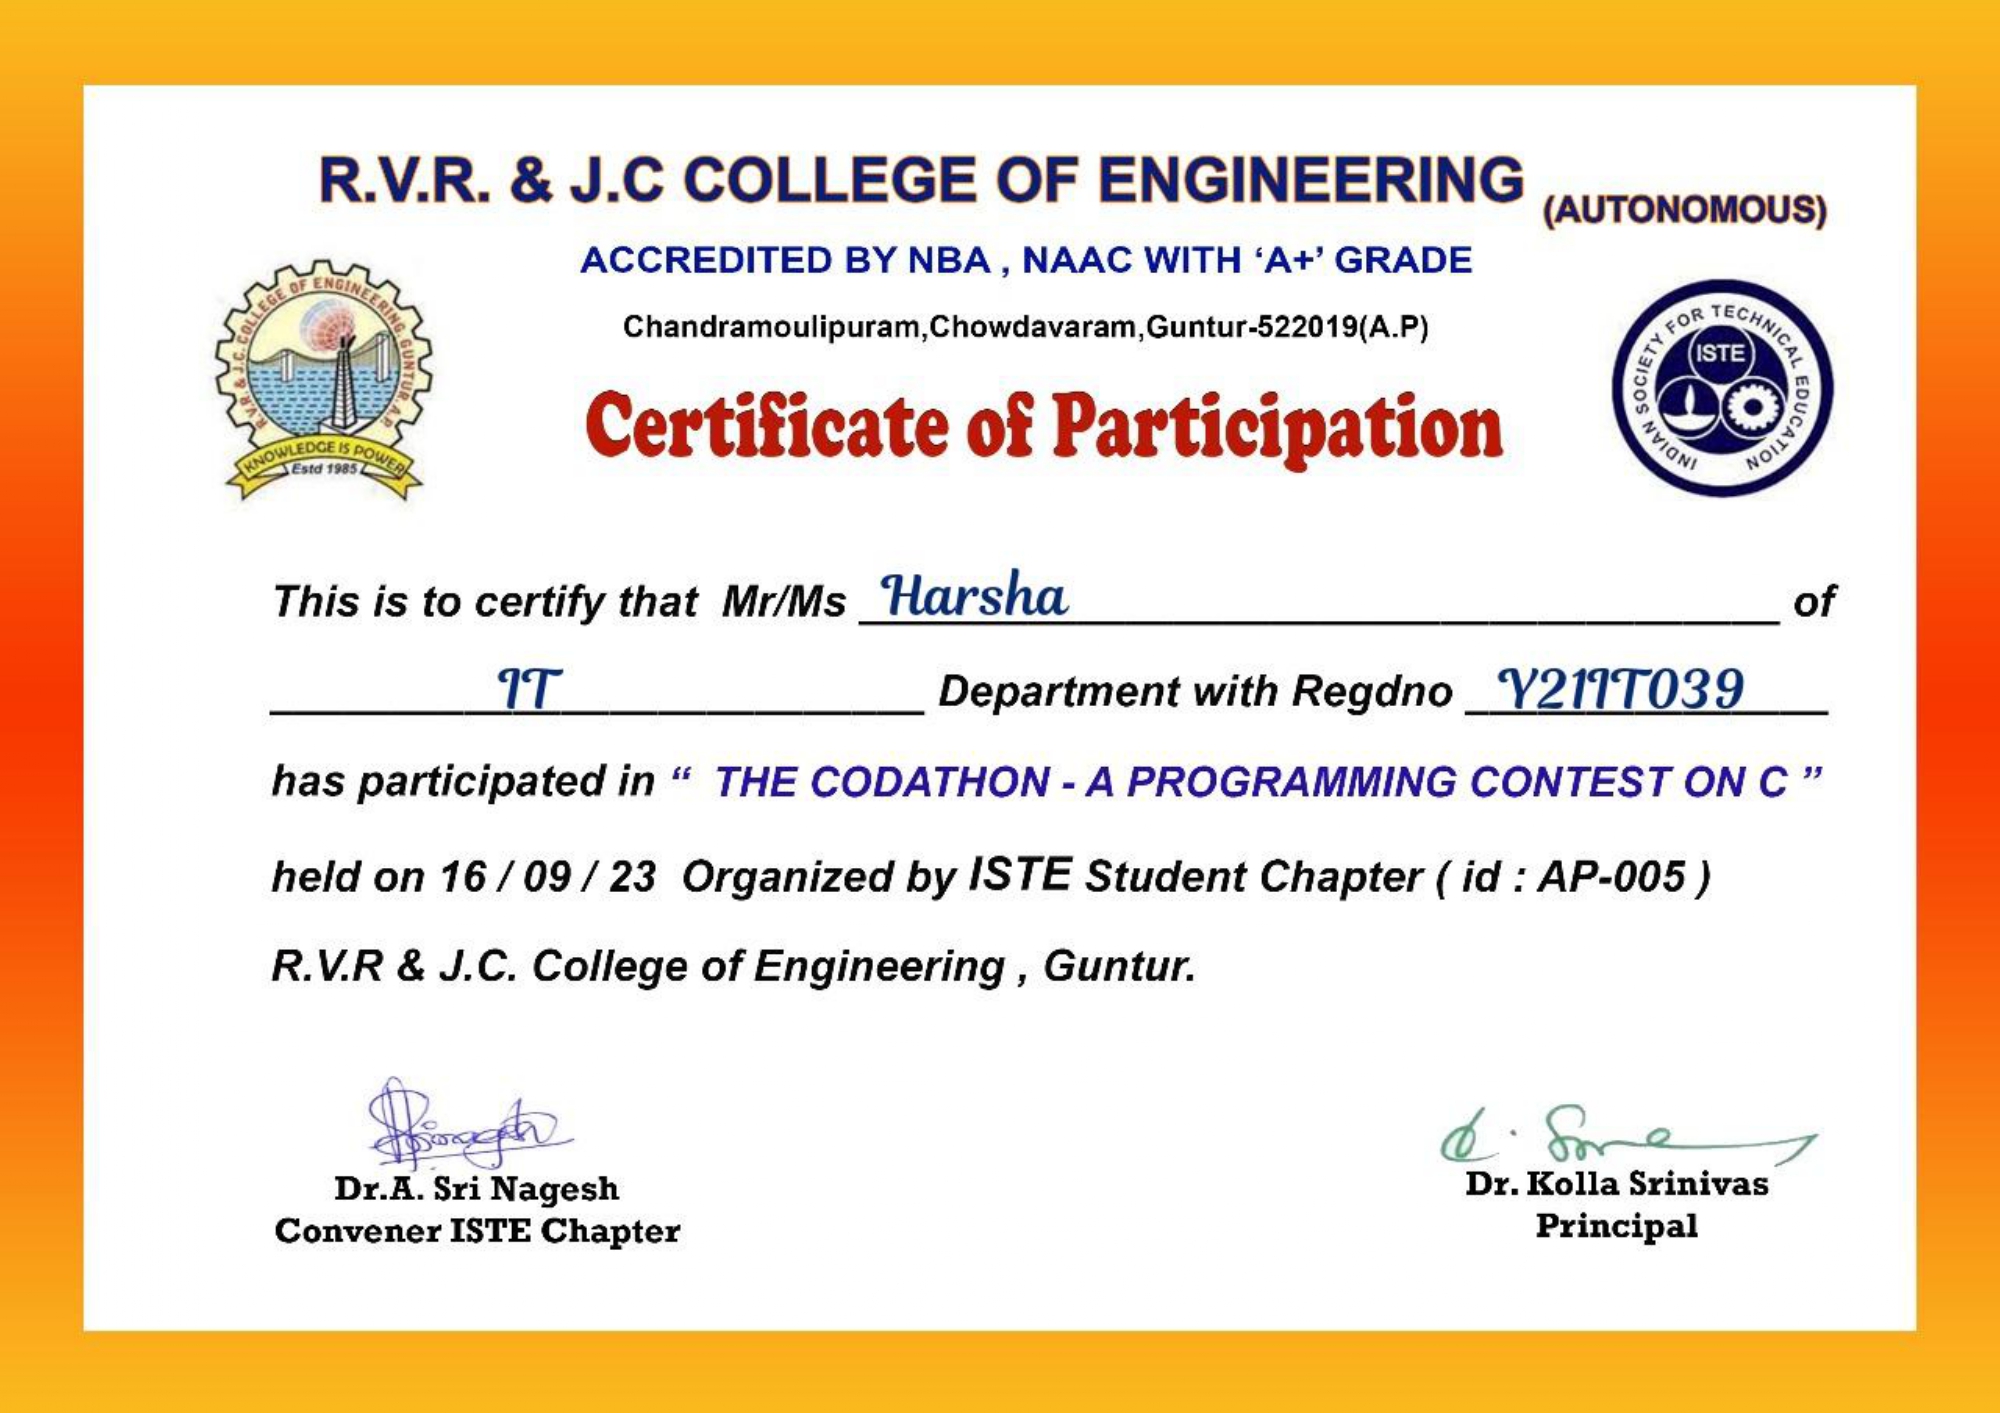 R.V.R. & J.C COLLEGE OF ENGINEERING (AUTONOMOUS)
ACCREDITED BY NBA , NAAC WITH ‘A+’ GRADE
Chandramoulipuram,Chowdavaram,Guntur-522019(A.P)
R.V.R. & J.C. COLLEGE OF ENGINEERING, GUNTUR. A.P.
KNOWLEDGE IS POWER
Estd 1985
Certificate of Participation
INDIAN SOCIETY FOR TECHNICAL EDUCATION
ISTE
This is to certify that Mr/Ms Harsha of
IT Department with Regdno Y21IT039
has participated in “ THE CODATHON - A PROGRAMMING CONTEST ON C ”
held on 16 / 09 / 23 Organized by ISTE Student Chapter ( id : AP-005 )
R.V.R & J.C. College of Engineering , Guntur.
Dr.A. Sri Nagesh
Convener ISTE Chapter
Dr. Kolla Srinivas
Principal